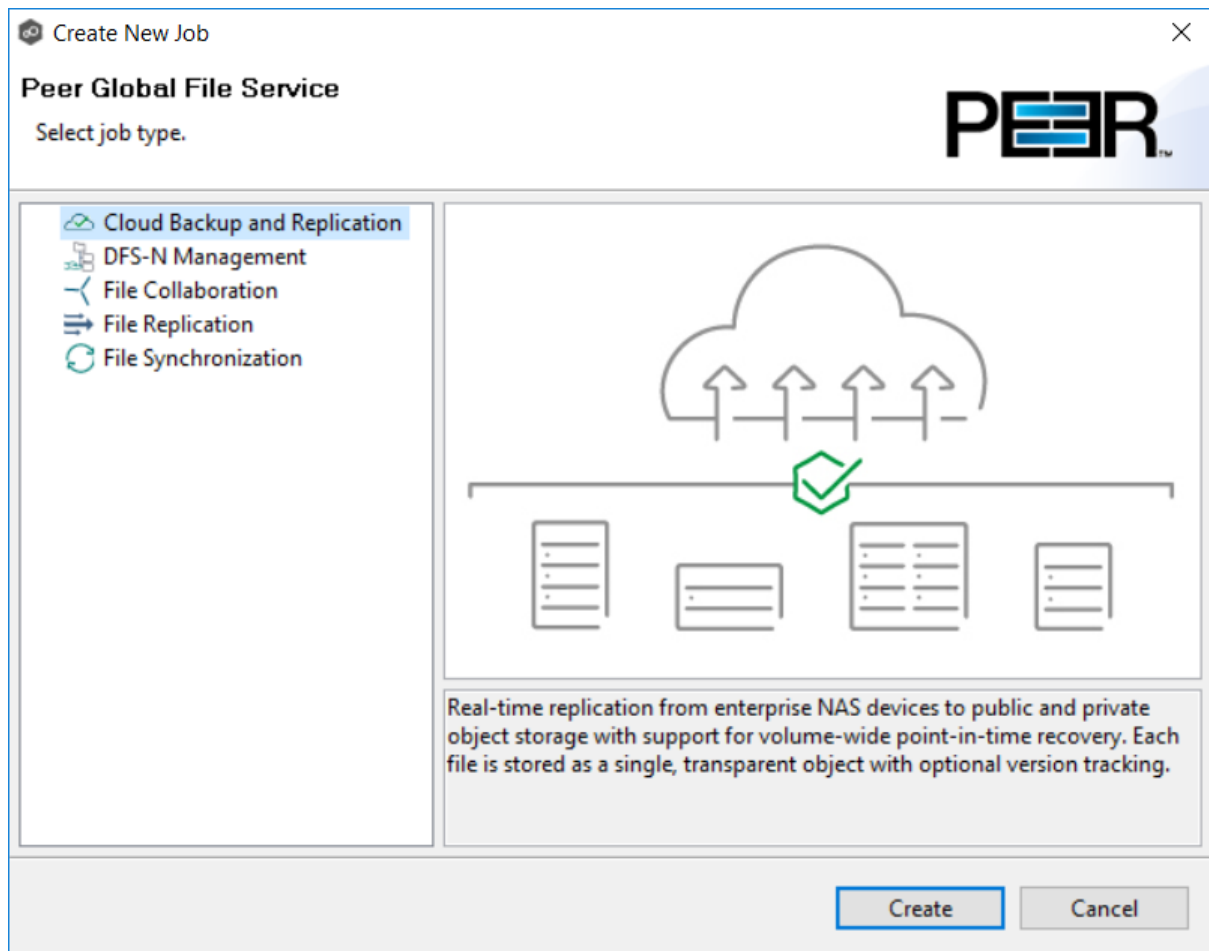 Create New Job
Peer Global File Service
Select job type.
PEER™
Cloud Backup and Replication
DFS-N Management
File Collaboration
File Replication
File Synchronization
Real-time replication from enterprise NAS devices to public and private
object storage with support for volume-wide point-in-time recovery. Each
file is stored as a single, transparent object with optional version tracking.
Create
Cancel